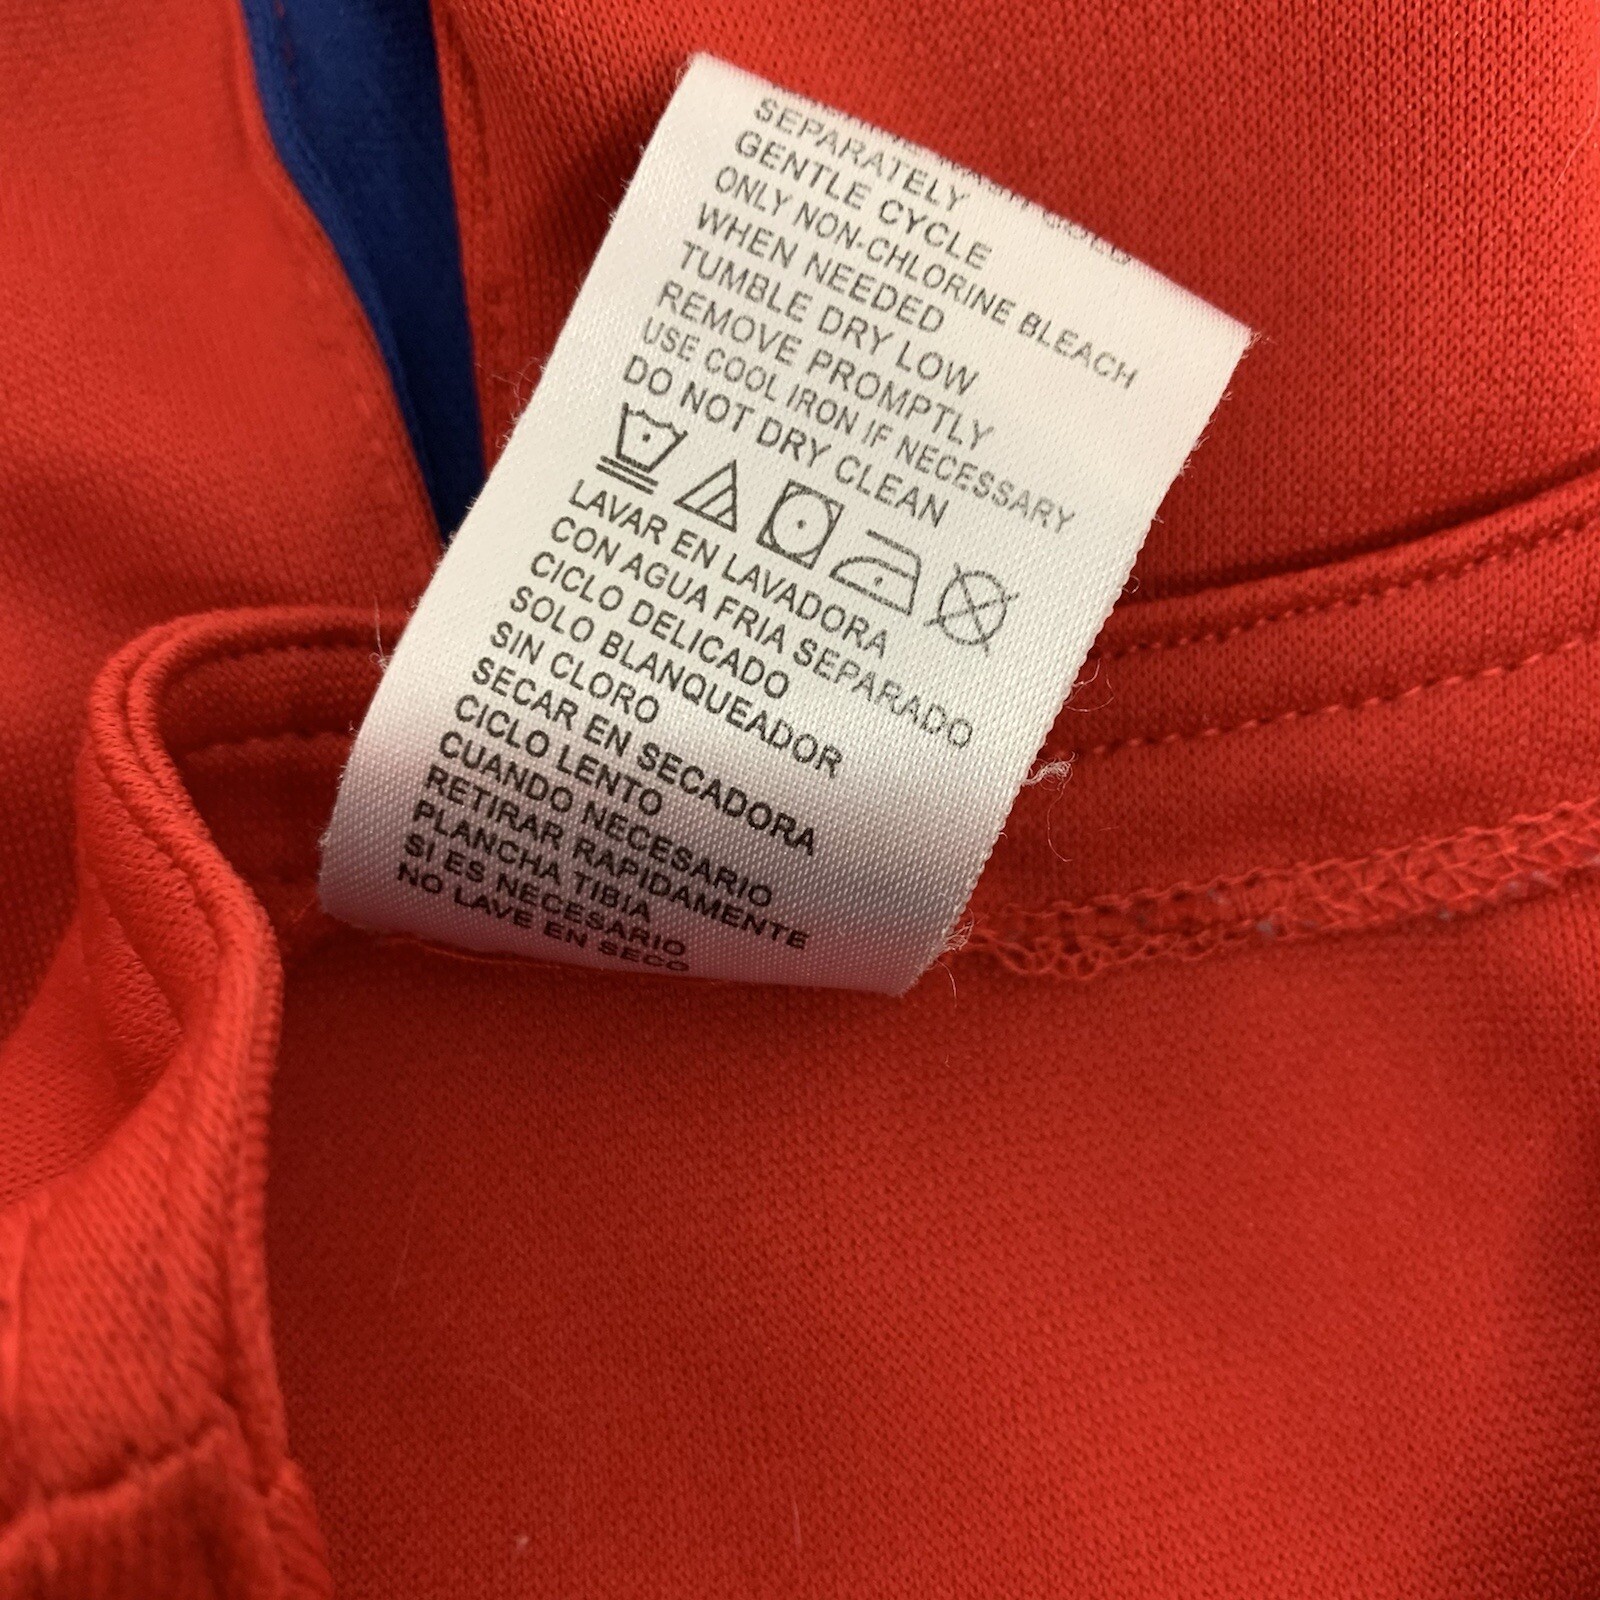 SEPARATELY
GENTLE CYCLE
ONLY NON-CHLORINE BLEACH
WHEN NEEDED
TUMBLE DRY LOW
REMOVE PROMPTLY
USE COOL IRON IF NECESSARY
DO NOT DRY CLEAN
LAVAR EN LAVADORA
CON AGUA FRIA SEPARADO
CICLO DELICADO
SOLO BLANQUEADOR
SIN CLORO
SECAR EN SECADORA
CICLO LENTO
CUANDO NECESARIO
RETIRAR RAPIDAMENTE
PLANCHA TIBIA
SI ES NECESARIO
NO LAVE EN SECO